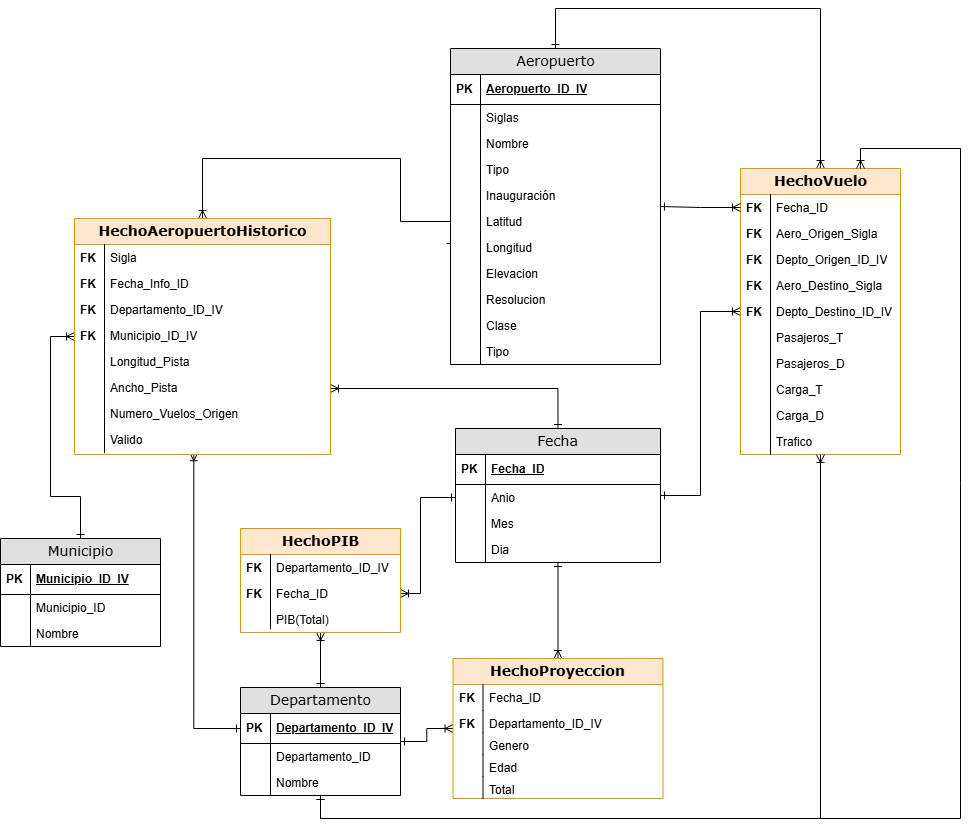 Aeropuerto
PK Aeropuerto_ID_IV
Siglas
Nombre
Tipo
Inauguración
Latitud
Longitud
Elevacion
Resolucion
Clase
Tipo
HechoVuelo
FK Fecha_ID
FK Aero_Origen_Sigla
FK Depto_Origen_ID_IV
FK Aero_Destino_Sigla
FK Depto_Destino_ID_IV
Pasajeros_T
Pasajeros_D
Carga_T
Carga_D
Trafico
HechoAeropuertoHistorico
FK Sigla
FK Fecha_Info_ID
FK Departamento_ID_IV
FK Municipio_ID_IV
Longitud_Pista
Ancho_Pista
Numero_Vuelos_Origen
Valido
Fecha
PK Fecha_ID
Anio
Mes
Dia
HechoPIB
FK Departamento_ID_IV
FK Fecha_ID
PIB(Total)
Municipio
PK Municipio_ID_IV
Municipio_ID
Nombre
HechoProyeccion
FK Fecha_ID
FK Departamento_ID_IV
Genero
Edad
Total
Departamento
PK Departamento_ID_IV
Departamento_ID
Nombre